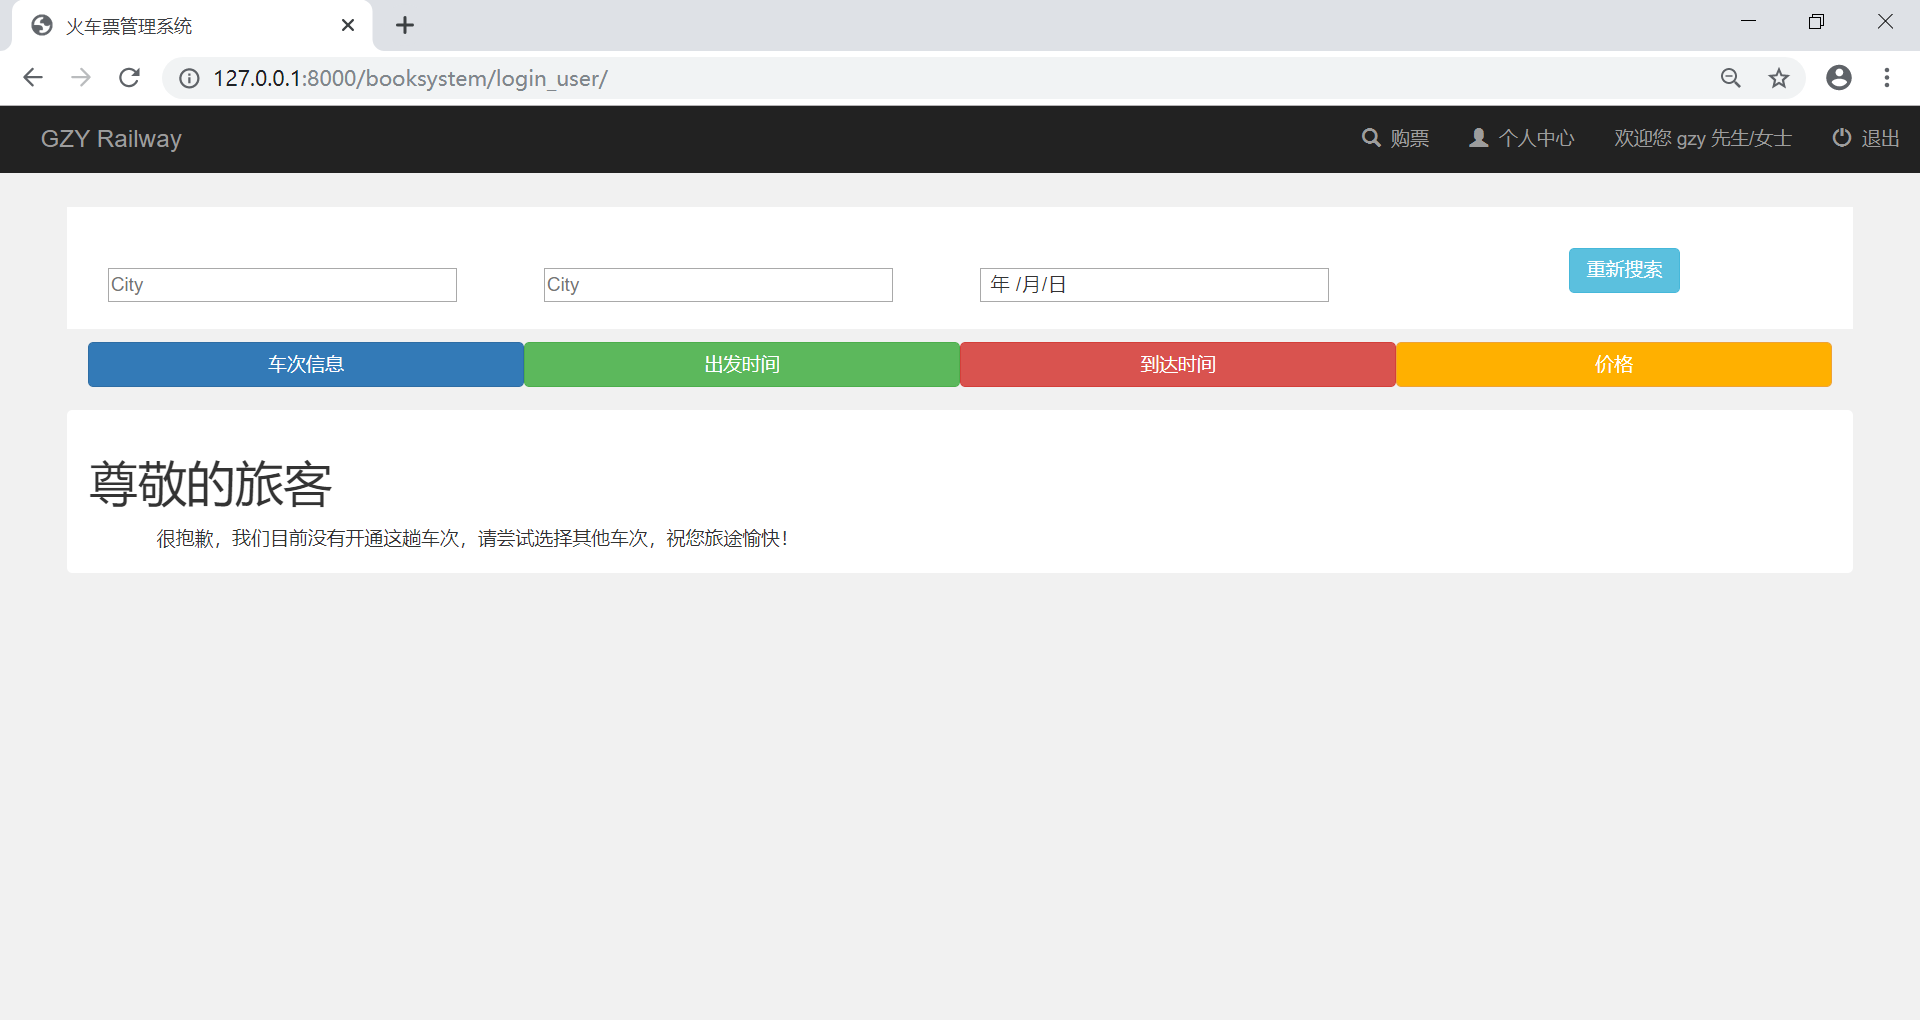 火车票管理系统
127.0.0.1:8000/booksystem/login_user/
GZY Railway
购票
个人中心
欢迎您 gzy 先生/女士
退出
City
City
年 /月/日
重新搜索
车次信息
出发时间
到达时间
价格
尊敬的旅客
很抱歉，我们目前没有开通这趟车次，请尝试选择其他车次，祝您旅途愉快！